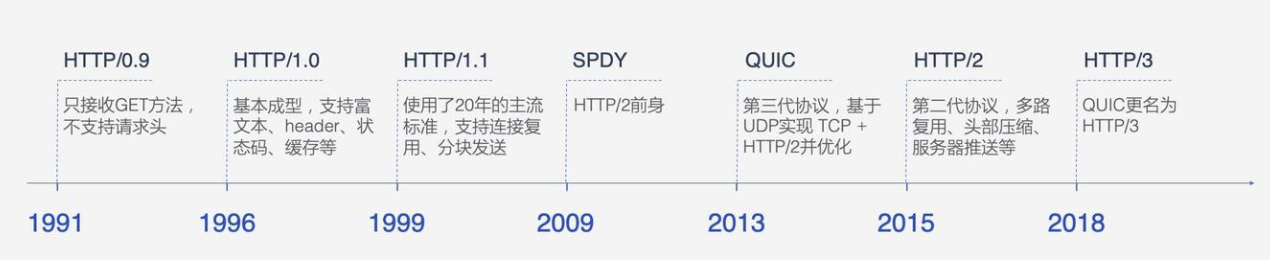 HTTP/0.9
只接收GET方法，
不支持请求头
HTTP/1.0
基本成型，支持富
文本、header、状
态码、缓存等
HTTP/1.1
使用了20年的主流
标准，支持连接复
用、分块发送
SPDY
HTTP/2前身
QUIC
第三代协议，基于
UDP实现 TCP +
HTTP/2并优化
HTTP/2
第二代协议，多路
复用、头部压缩、
服务器推送等
HTTP/3
QUIC更名为
HTTP/3
1991
1996
1999
2009
2013
2015
2018